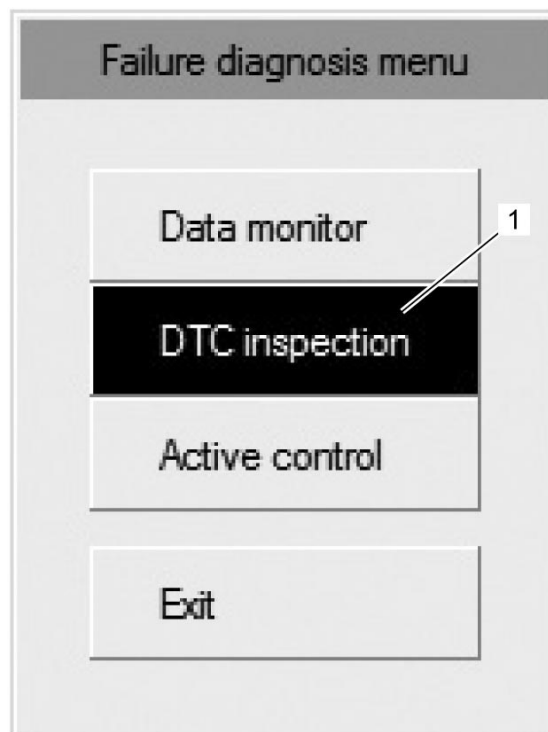 Failure diagnosis menu
Data monitor
1
DTC inspection
Active control
Exit